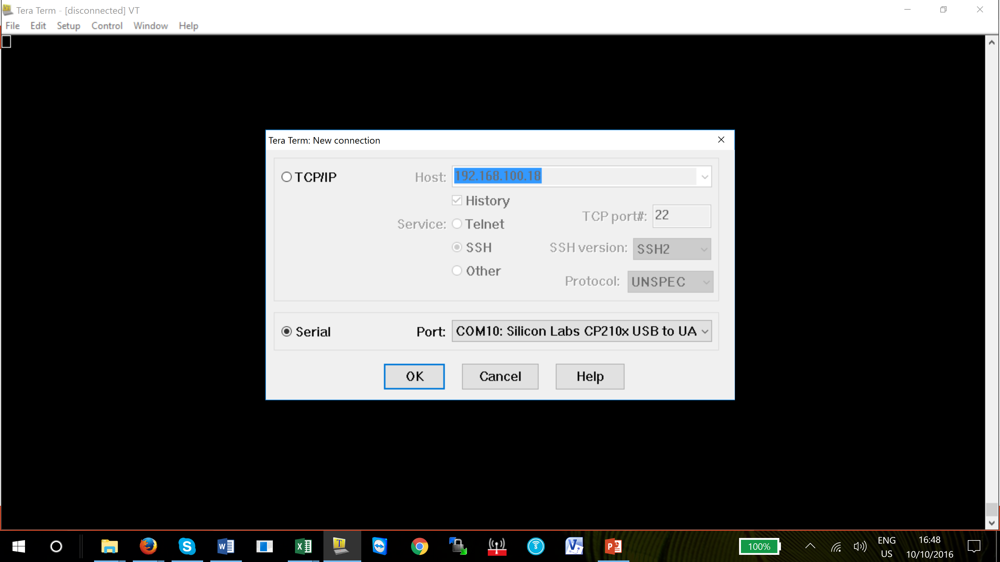 Tera Term - [disconnected] VT
File Edit Setup Control Window Help
Tera Term: New connection
TCP/IP Host: 192.168.100.18
History
TCP port#: 22
Service: Telnet
SSH SSH version: SSH2
Other
Protocol: UNSPEC
Serial Port: COM10: Silicon Labs CP210x USB to UA
OK Cancel Help
100% ENG 16:48
US 10/10/2016